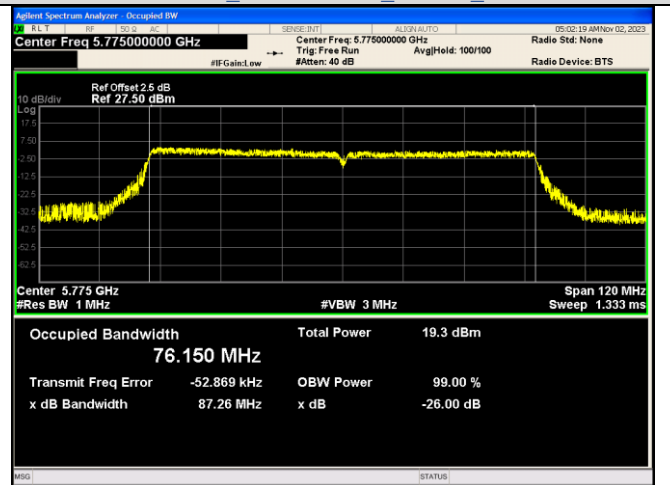 Agilent Spectrum Analyzer - Occupied BW
RLT RF 50 Ω AC SENSE:INT ALIGN AUTO 05:02:19 AM Nov 02, 2023
Center Freq 5.775000000 GHz Center Freq: 5.775000000 GHz Radio Std: None
Trig: Free Run Avg|Hold: 100/100
#IFGain:Low #Atten: 40 dB Radio Device: BTS
Ref Offset 2.5 dB
10 dB/div Ref 27.50 dBm
Log
17.5
7.50
-2.50
-12.5
-22.5
-32.5
-42.5
-52.5
-62.5
Center 5.775 GHz Span 120 MHz
#Res BW 1 MHz #VBW 3 MHz Sweep 1.333 ms
Occupied Bandwidth Total Power 19.3 dBm
76.150 MHz
Transmit Freq Error -52.869 kHz OBW Power 99.00 %
x dB Bandwidth 87.26 MHz x dB -26.00 dB
MSG STATUS